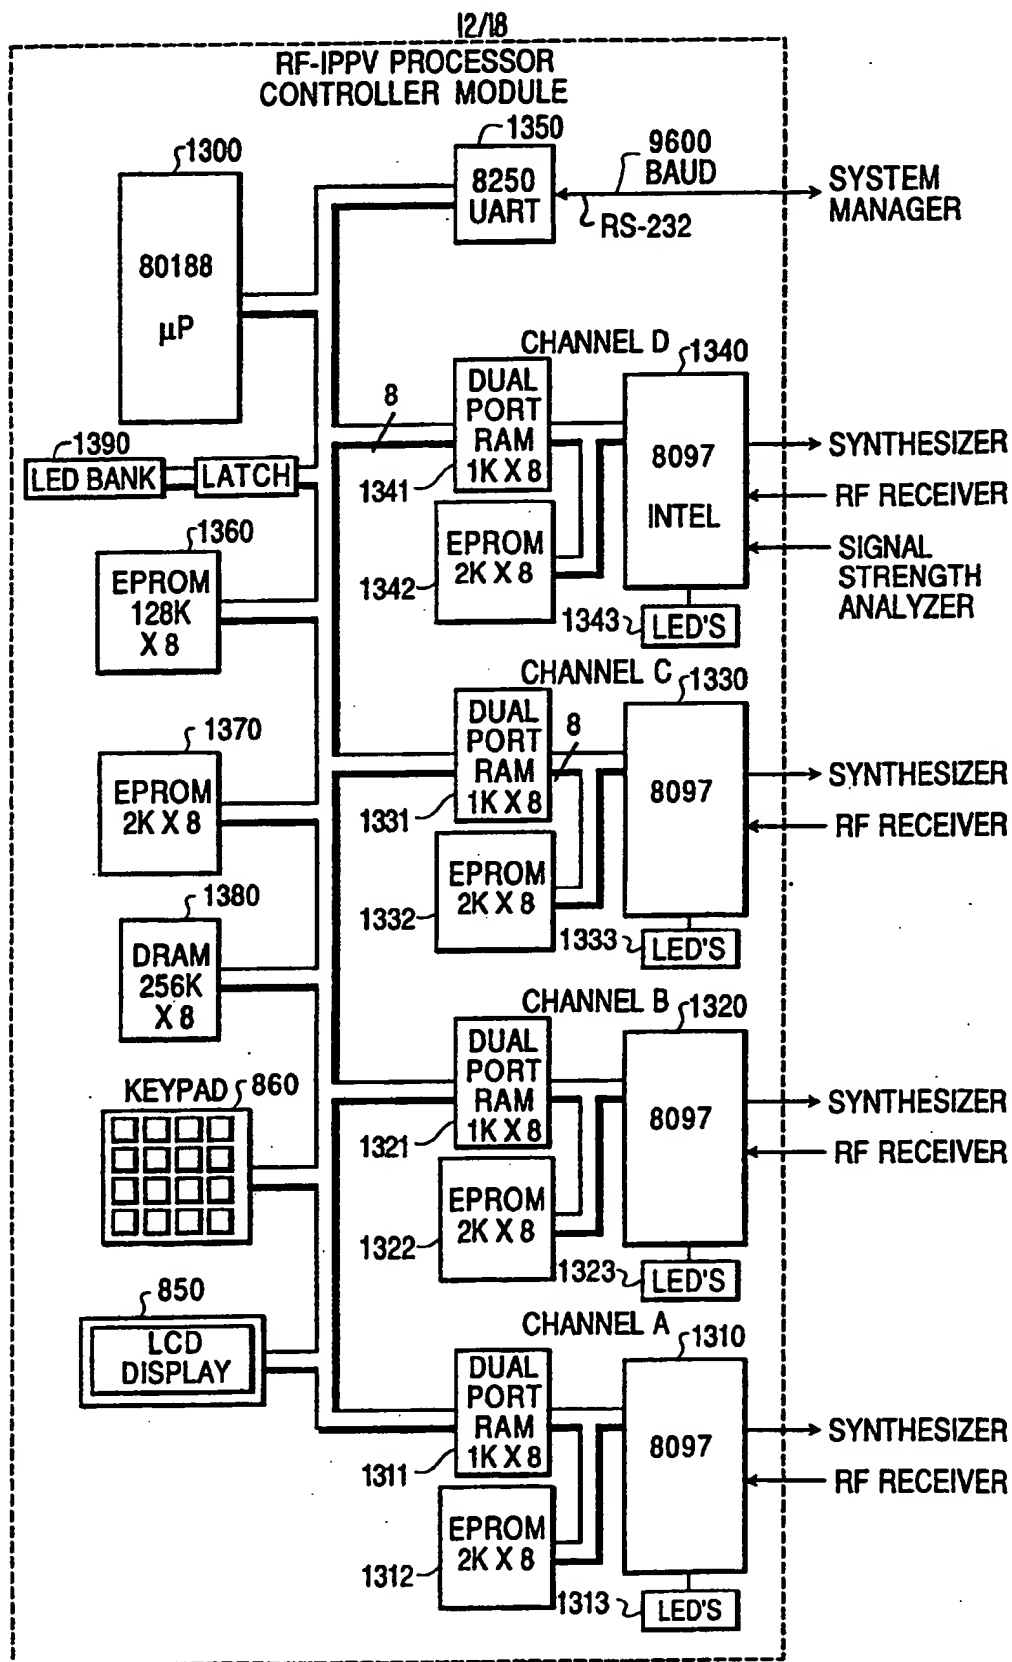 12/18
RF-IPPV PROCESSOR
CONTROLLER MODULE
1300
80188
µP
1350
8250
UART
9600
BAUD
RS-232
SYSTEM
MANAGER
1390
LED BANK
LATCH
1360
EPROM
128K
X 8
1370
EPROM
2K X 8
1380
DRAM
256K
X 8
KEYPAD
860
850
LCD
DISPLAY
CHANNEL D
8
DUAL
PORT
RAM
1K X 8
1341
EPROM
2K X 8
1342
1340
8097
INTEL
1343
LED'S
SYNTHESIZER
RF RECEIVER
SIGNAL
STRENGTH
ANALYZER
CHANNEL C
DUAL
PORT
RAM
1K X 8
8
1331
EPROM
2K X 8
1332
1330
8097
1333
LED'S
SYNTHESIZER
RF RECEIVER
CHANNEL B
DUAL
PORT
RAM
1K X 8
1321
EPROM
2K X 8
1322
1320
8097
1323
LED'S
SYNTHESIZER
RF RECEIVER
CHANNEL A
DUAL
PORT
RAM
1K X 8
1311
EPROM
2K X 8
1312
1310
8097
1313
LED'S
SYNTHESIZER
RF RECEIVER